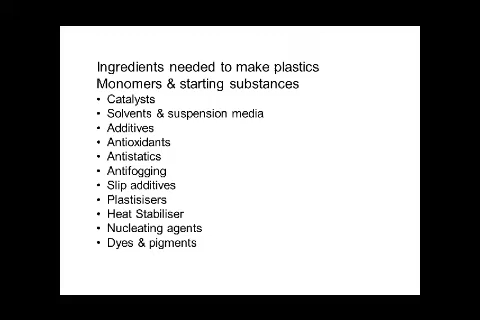 Ingredients needed to make plastics
Monomers & starting substances
• Catalysts
• Solvents & suspension media
• Additives
• Antioxidants
• Antistatics
• Antifogging
• Slip additives
• Plastisisers
• Heat Stabiliser
• Nucleating agents
• Dyes & pigments